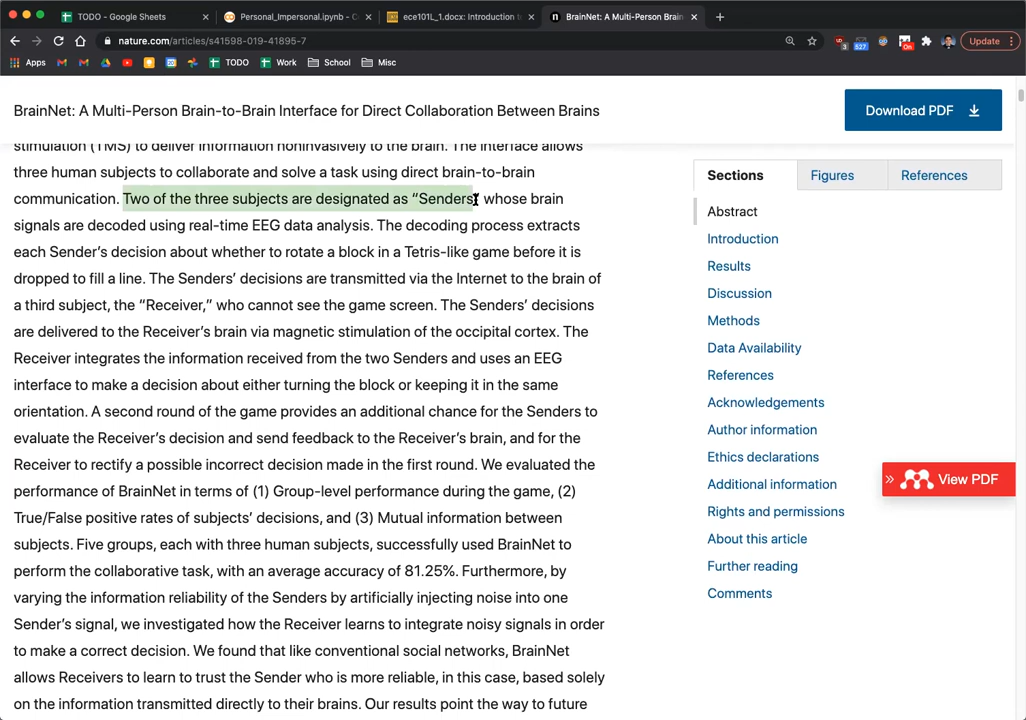 TODO - Google Sheets
Personal_Impersonal.ipynb - C
ece101L_1.docx: Introduction t
BrainNet: A Multi-Person Brain
nature.com/articles/s41598-019-41895-7
3
527
On
Update
Apps
20
TODO
Work
School
Misc
BrainNet: A Multi-Person Brain-to-Brain Interface for Direct Collaboration Between Brains
Download PDF
stimulation (TMS) to deliver information noninvasively to the brain. The interface allows
three human subjects to collaborate and solve a task using direct brain-to-brain
communication. Two of the three subjects are designated as “Senders” whose brain
signals are decoded using real-time EEG data analysis. The decoding process extracts
each Sender’s decision about whether to rotate a block in a Tetris-like game before it is
dropped to fill a line. The Senders’ decisions are transmitted via the Internet to the brain of
a third subject, the “Receiver,” who cannot see the game screen. The Senders’ decisions
are delivered to the Receiver’s brain via magnetic stimulation of the occipital cortex. The
Receiver integrates the information received from the two Senders and uses an EEG
interface to make a decision about either turning the block or keeping it in the same
orientation. A second round of the game provides an additional chance for the Senders to
evaluate the Receiver’s decision and send feedback to the Receiver’s brain, and for the
Receiver to rectify a possible incorrect decision made in the first round. We evaluated the
performance of BrainNet in terms of (1) Group-level performance during the game, (2)
True/False positive rates of subjects’ decisions, and (3) Mutual information between
subjects. Five groups, each with three human subjects, successfully used BrainNet to
perform the collaborative task, with an average accuracy of 81.25%. Furthermore, by
varying the information reliability of the Senders by artificially injecting noise into one
Sender’s signal, we investigated how the Receiver learns to integrate noisy signals in order
to make a correct decision. We found that like conventional social networks, BrainNet
allows Receivers to learn to trust the Sender who is more reliable, in this case, based solely
on the information transmitted directly to their brains. Our results point the way to future
Sections
Figures
References
Abstract
Introduction
Results
Discussion
Methods
Data Availability
References
Acknowledgements
Author information
Ethics declarations
Additional information
Rights and permissions
About this article
Further reading
Comments
» View PDF